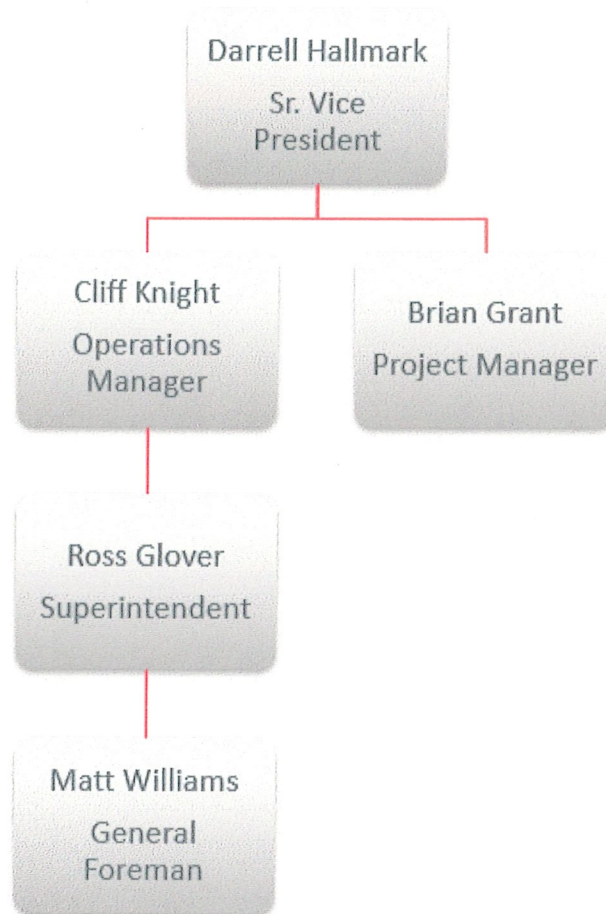 Darrell Hallmark
Sr. Vice
President
Cliff Knight
Operations
Manager
Brian Grant
Project Manager
Ross Glover
Superintendent
Matt Williams
General
Foreman